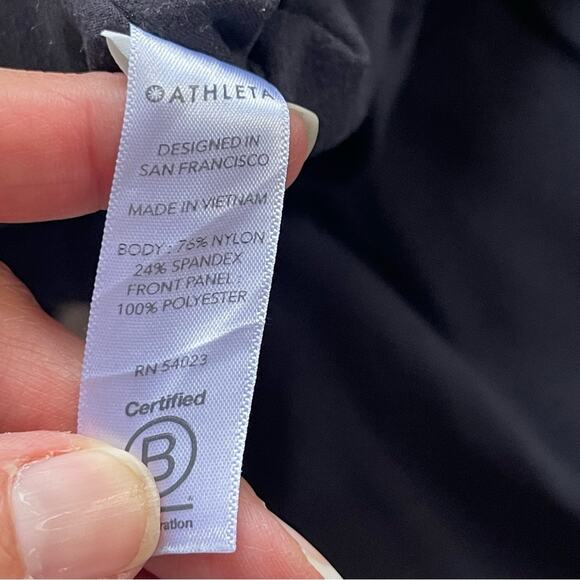 ATHLETA
DESIGNED IN
SAN FRANCISCO
MADE IN VIETNAM
BODY : 76% NYLON
24% SPANDEX
FRONT PANEL :
100% POLYESTER
RN 54023
Certified
B
ration